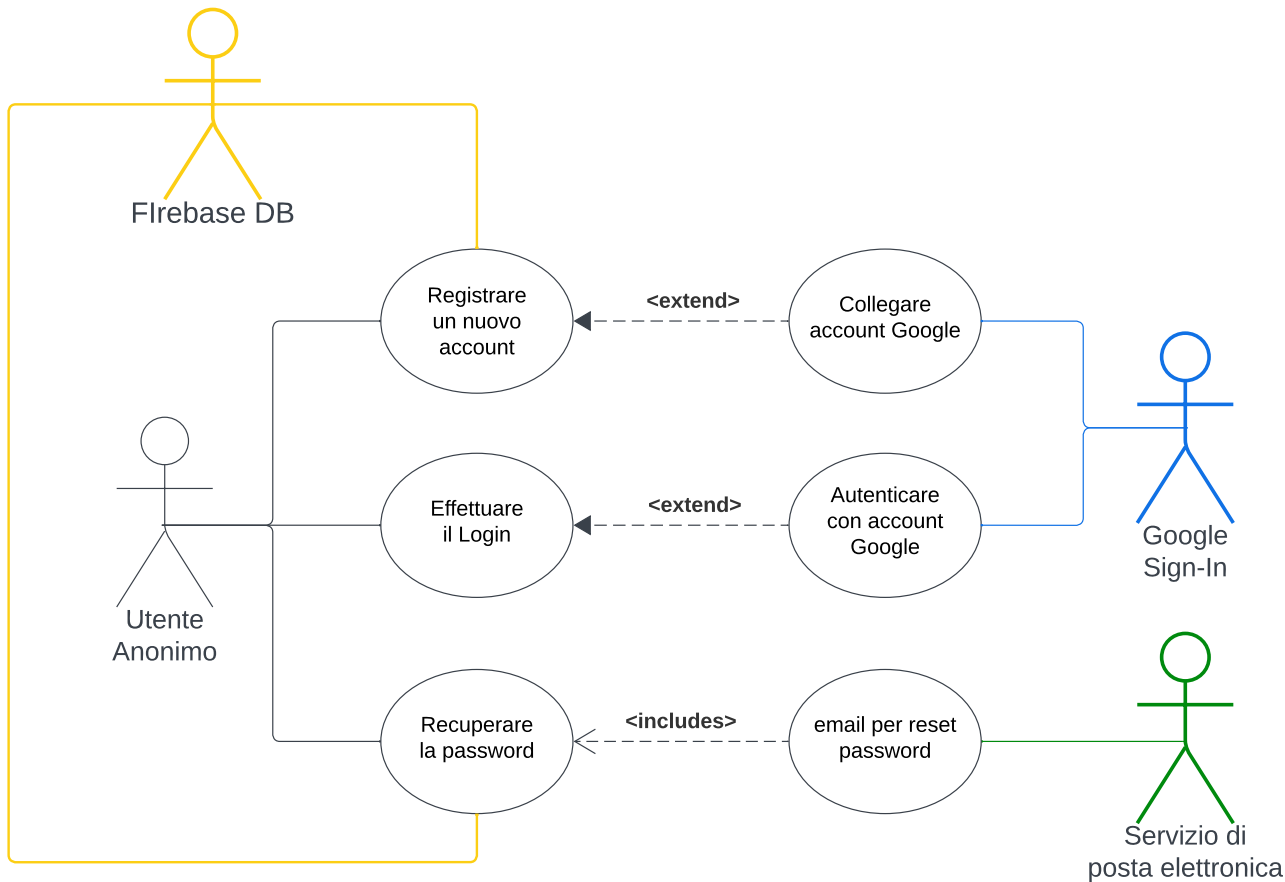 FIrebase DB
Registrare
un nuovo
account
<extend>
Collegare
account Google
Effettuare
il Login
<extend>
Autenticare
con account
Google
Google
Sign-In
Utente
Anonimo
Recuperare
la password
<includes>
email per reset
password
Servizio di
posta elettronica